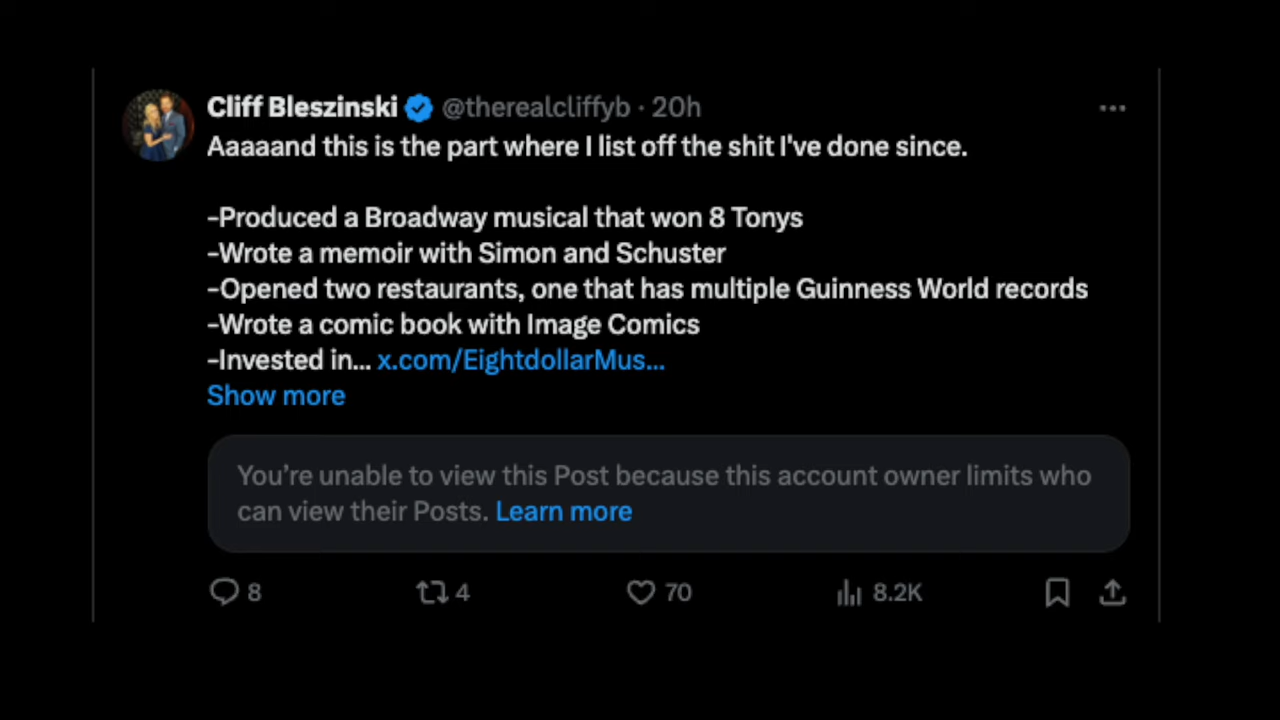 Cliff Bleszinski @therealcliffyb · 20h
Aaaaand this is the part where I list off the shit I've done since.
-Produced a Broadway musical that won 8 Tonys
-Wrote a memoir with Simon and Schuster
-Opened two restaurants, one that has multiple Guinness World records
-Wrote a comic book with Image Comics
-Invested in... x.com/EightdollarMus...
Show more
You’re unable to view this Post because this account owner limits who
can view their Posts. Learn more
8 4 70 8.2K